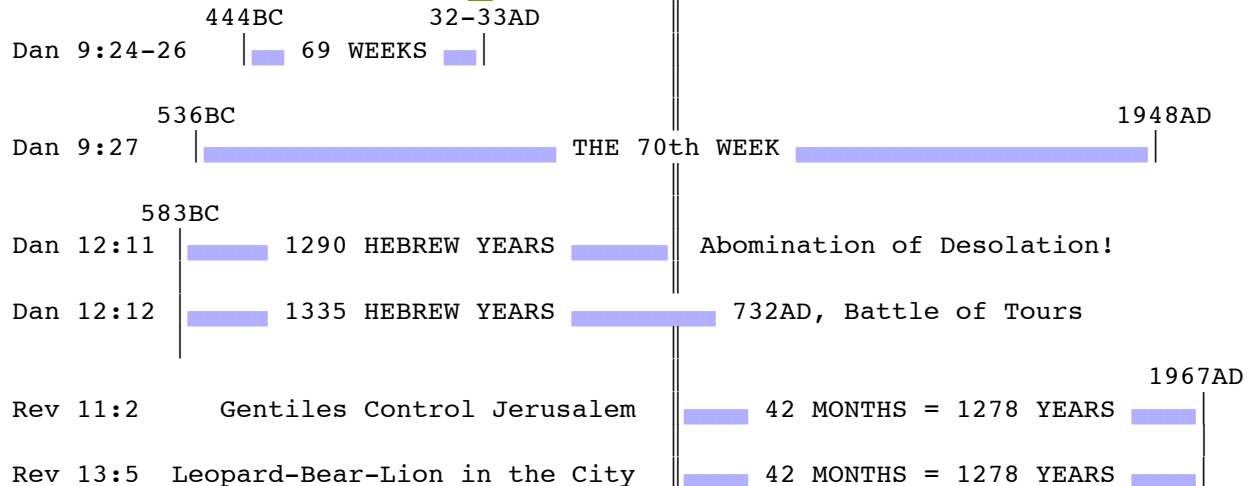 444BC 32-33AD
Dan 9:24-26 69 WEEKS
536BC 1948AD
Dan 9:27 THE 70th WEEK
583BC
Dan 12:11 1290 HEBREW YEARS Abomination of Desolation!
Dan 12:12 1335 HEBREW YEARS 732AD, Battle of Tours
1967AD
Rev 11:2 Gentiles Control Jerusalem 42 MONTHS = 1278 YEARS
Rev 13:5 Leopard-Bear-Lion in the City 42 MONTHS = 1278 YEARS